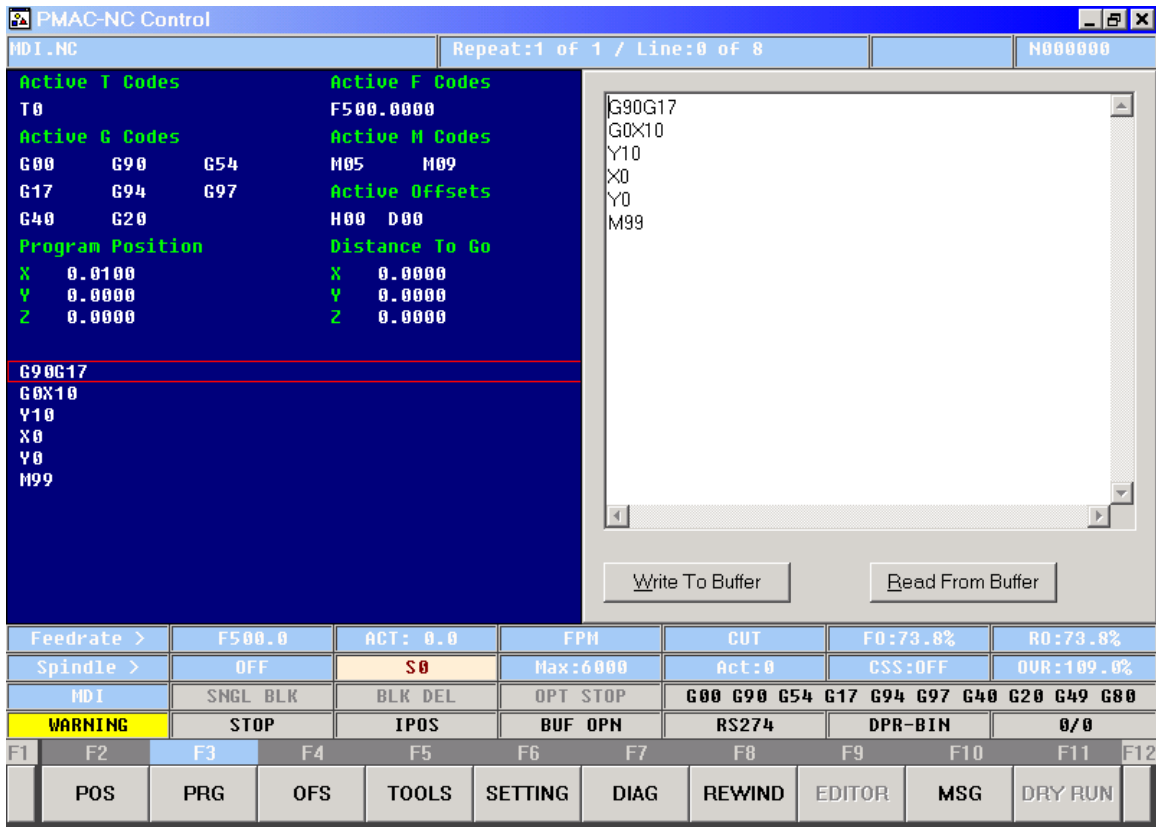 PMAC-NC Control
MDI.NC Repeat:1 of 1 / Line:0 of 8 N000000
Active T Codes Active F Codes
T0 F500.0000
Active G Codes Active M Codes
G00 G90 G54 M05 M09
G17 G94 G97 Active Offsets
G40 G20 H00 D00
Program Position Distance To Go
X 0.0100 X 0.0000
Y 0.0000 Y 0.0000
Z 0.0000 Z 0.0000
G90G17
G0X10
Y10
X0
Y0
M99
G90G17
G0X10
Y10
X0
Y0
M99
Write To Buffer Read From Buffer
Feedrate > F500.0 ACT: 0.0 FPM CUT FO:73.8% RO:73.8%
Spindle > OFF S0 Max:6000 Act:0 CSS:OFF OVR:109.0%
MDI SNGL BLK BLK DEL OPT STOP G00 G90 G54 G17 G94 G97 G40 G20 G49 G80
WARNING STOP IPOS BUF OPN RS274 DPR-BIN 0/0
F1 F2 F3 F4 F5 F6 F7 F8 F9 F10 F11 F12
POS PRG OFS TOOLS SETTING DIAG REWIND EDITOR MSG DRY RUN